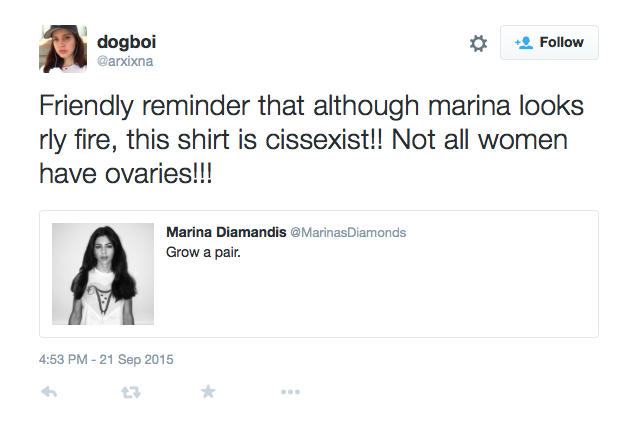 dogboi
@arxixna
Follow
Friendly reminder that although marina looks
rly fire, this shirt is cissexist!! Not all women
have ovaries!!!
Marina Diamandis @MarinasDiamonds
Grow a pair.
4:53 PM - 21 Sep 2015